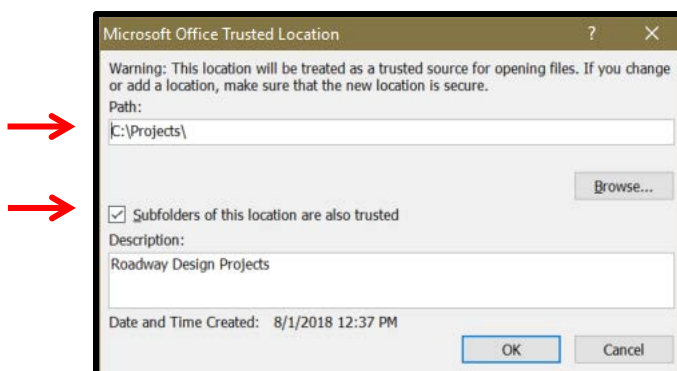 Microsoft Office Trusted Location
Warning: This location will be treated as a trusted source for opening files. If you change
or add a location, make sure that the new location is secure.
Path:
C:\Projects\
Browse...
Subfolders of this location are also trusted
Description:
Roadway Design Projects
Date and Time Created: 8/1/2018 12:37 PM
OK Cancel